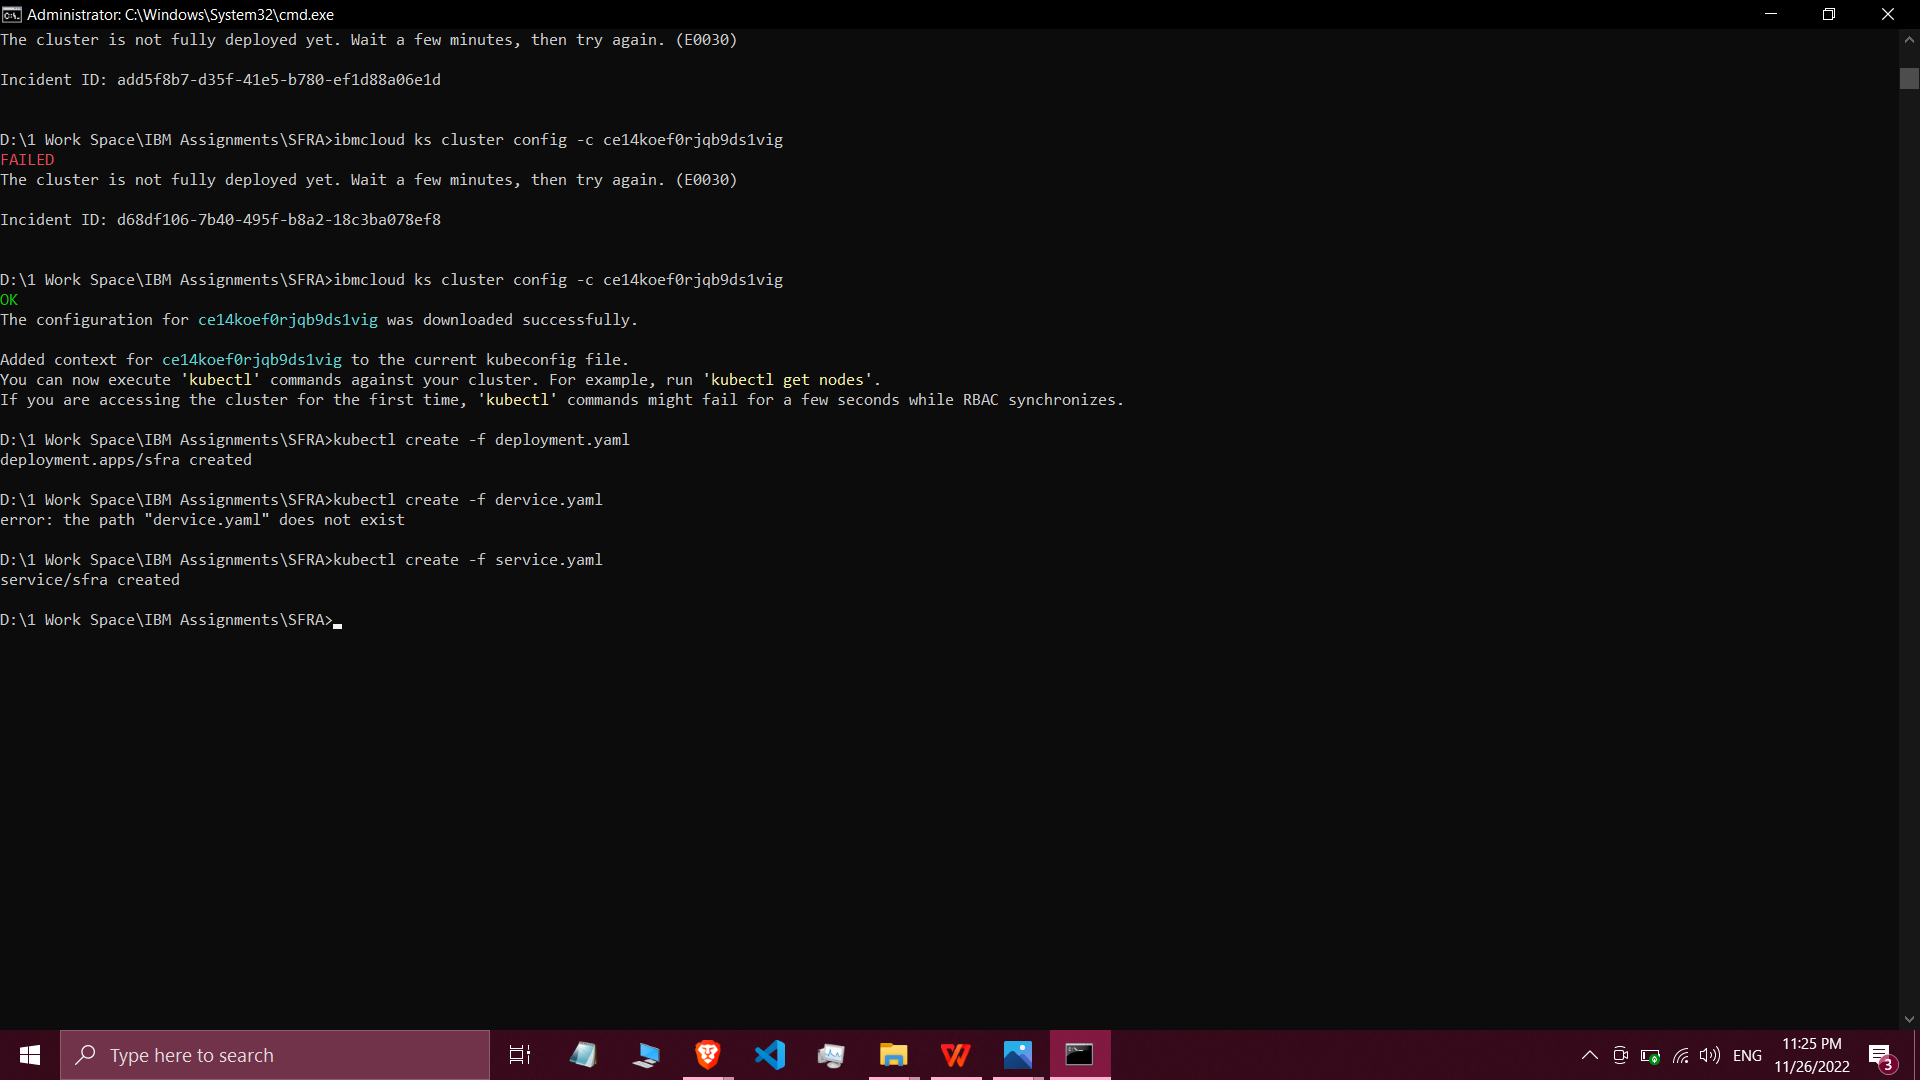 Administrator: C:\Windows\System32\cmd.exe
The cluster is not fully deployed yet. Wait a few minutes, then try again. (E0030)
Incident ID: add5f8b7-d35f-41e5-b780-ef1d88a06e1d
D:\1 Work Space\IBM Assignments\SFRA>ibmcloud ks cluster config -c ce14koef0rjqb9ds1vig
FAILED
The cluster is not fully deployed yet. Wait a few minutes, then try again. (E0030)
Incident ID: d68df106-7b40-495f-b8a2-18c3ba078ef8
D:\1 Work Space\IBM Assignments\SFRA>ibmcloud ks cluster config -c ce14koef0rjqb9ds1vig
OK
The configuration for ce14koef0rjqb9ds1vig was downloaded successfully.
Added context for ce14koef0rjqb9ds1vig to the current kubeconfig file.
You can now execute 'kubectl' commands against your cluster. For example, run 'kubectl get nodes'.
If you are accessing the cluster for the first time, 'kubectl' commands might fail for a few seconds while RBAC synchronizes.
D:\1 Work Space\IBM Assignments\SFRA>kubectl create -f deployment.yaml
deployment.apps/sfra created
D:\1 Work Space\IBM Assignments\SFRA>kubectl create -f dervice.yaml
error: the path "dervice.yaml" does not exist
D:\1 Work Space\IBM Assignments\SFRA>kubectl create -f service.yaml
service/sfra created
D:\1 Work Space\IBM Assignments\SFRA>
Type here to search
ENG
11:25 PM
11/26/2022
3